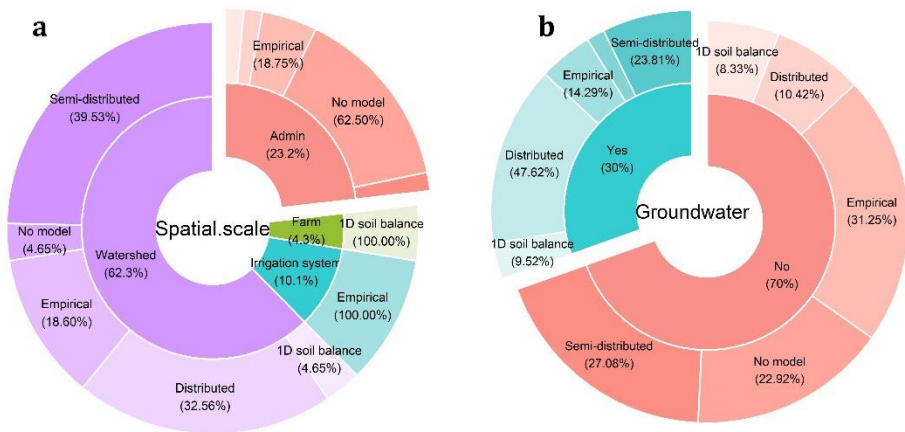 a
Empirical
(18.75%)
No model
(62.50%)
Admin
(23.2%)
Semi-distributed
(39.53%)
Spatial.scale
Farm
(4.3%)
1D soil balance
(100.00%)
No model
(4.65%)
Watershed
(62.3%)
Irrigation system
(10.1%)
Empirical
(100.00%)
Empirical
(18.60%)
1D soil balance
(4.65%)
Distributed
(32.56%)
b
Semi-distributed
(23.81%)
1D soil balance
(8.33%)
Empirical
(14.29%)
Distributed
(10.42%)
Yes
(30%)
Distributed
(47.62%)
Empirical
(31.25%)
Groundwater
1D soil balance
(9.52%)
No
(70%)
Semi-distributed
(27.08%)
No model
(22.92%)